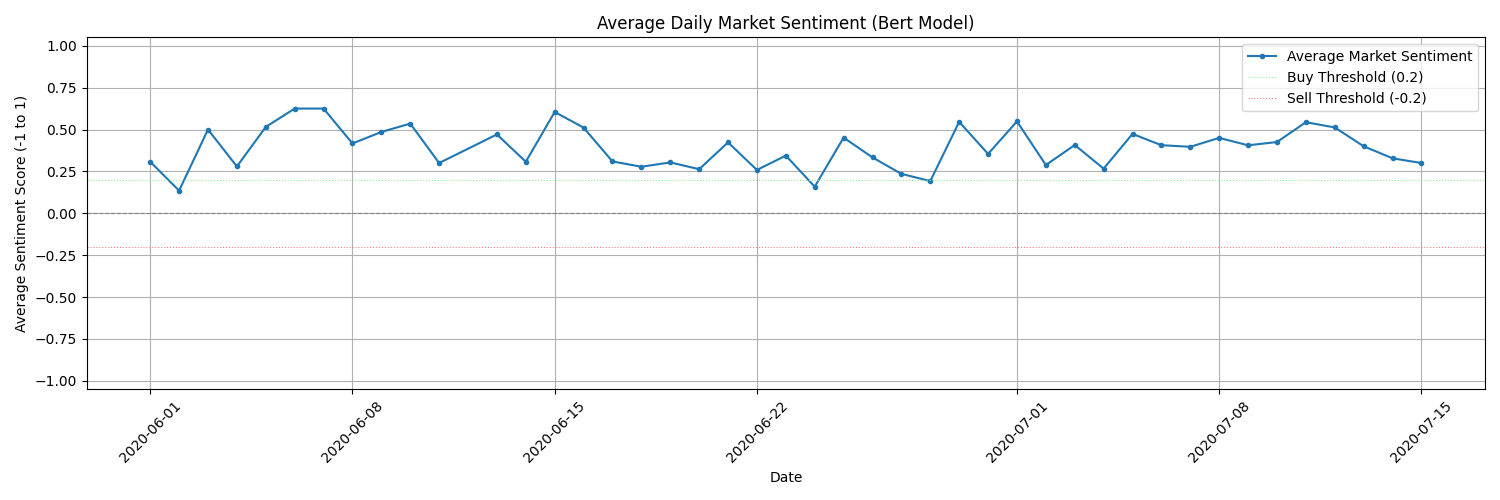 Average Daily Market Sentiment (Bert Model)
Average Market Sentiment
Buy Threshold (0.2)
Sell Threshold (-0.2)
Average Sentiment Score (-1 to 1)
1.00
0.75
0.50
0.25
0.00
−0.25
−0.50
−0.75
−1.00
2020-06-01
2020-06-08
2020-06-15
2020-06-22
2020-07-01
2020-07-08
2020-07-15
Date